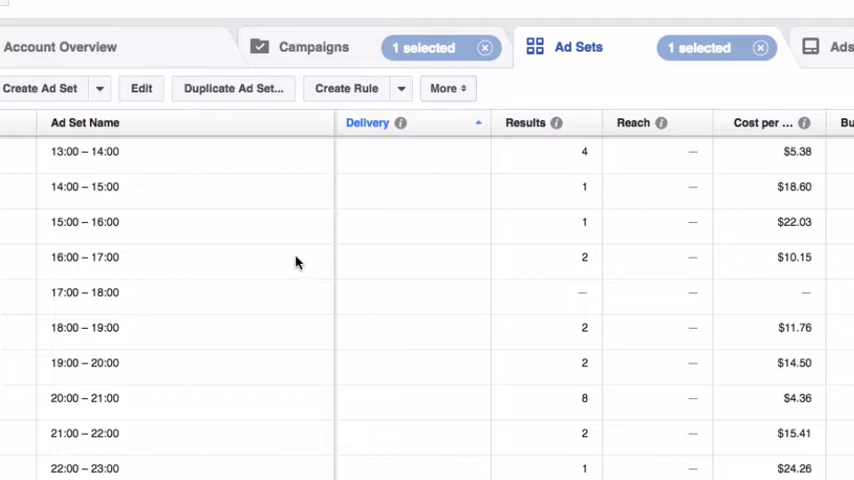 Account Overview Campaigns 1 selected Ad Sets 1 selected Ads
Create Ad Set Edit Duplicate Ad Set... Create Rule More
Ad Set Name Delivery Results Reach Cost per ... Bu
13:00 – 14:00 4 — $5.38
14:00 – 15:00 1 — $18.60
15:00 – 16:00 1 — $22.03
16:00 – 17:00 2 — $10.15
17:00 – 18:00 — — —
18:00 – 19:00 2 — $11.76
19:00 – 20:00 2 — $14.50
20:00 – 21:00 8 — $4.36
21:00 – 22:00 2 — $15.41
22:00 – 23:00 1 — $24.26